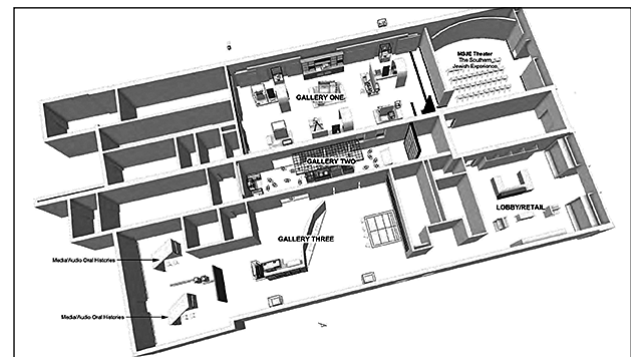 MSJE Theater
The Southern
Jewish Experience
GALLERY ONE
GALLERY TWO
LOBBY/RETAIL
GALLERY THREE
Media/Audio Oral Histories
Media/Audio Oral Histories